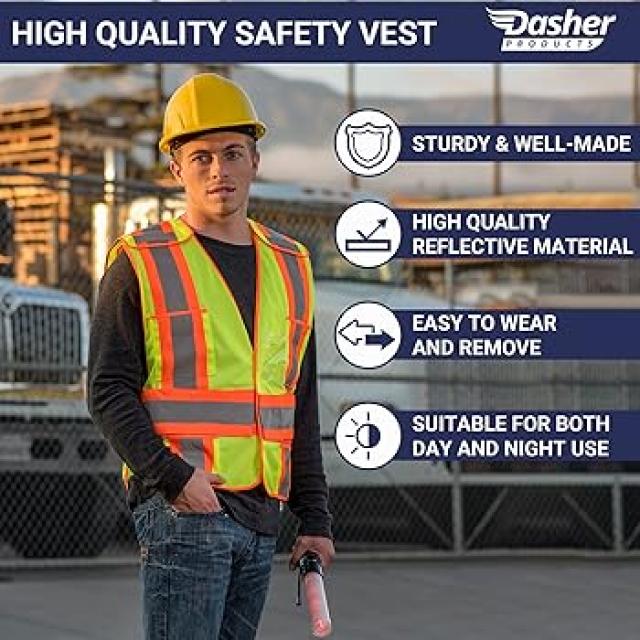 HIGH QUALITY SAFETY VEST
Dasher
PRODUCTS
STURDY & WELL-MADE
HIGH QUALITY
REFLECTIVE MATERIAL
EASY TO WEAR
AND REMOVE
SUITABLE FOR BOTH
DAY AND NIGHT USE